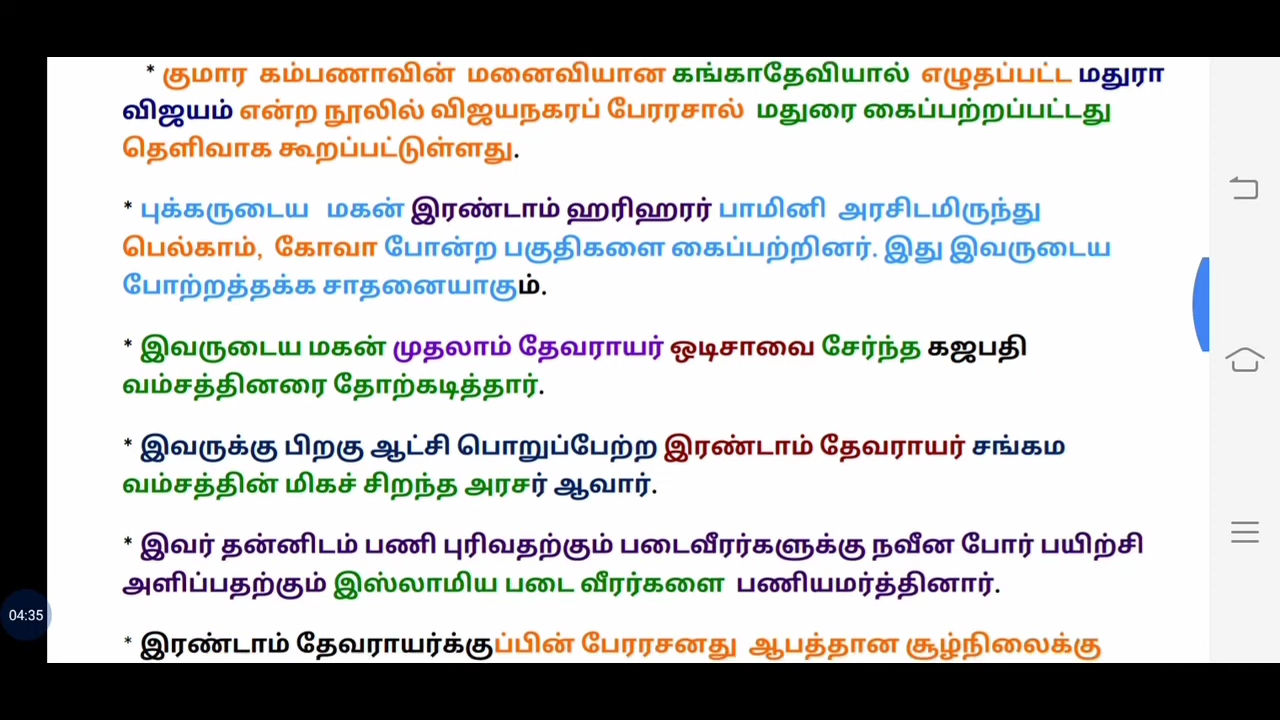 * குமார கம்பணாவின் மனைவியான கங்காதேவியால் எழுதப்பட்ட மதுரா
விஜயம் என்ற நூலில் விஜயநகரப் பேரரசால் மதுரை கைப்பற்றப்பட்டது
தெளிவாக கூறப்பட்டுள்ளது.
* புக்கருடைய மகன் இரண்டாம் ஹரிஹரர் பாமினி அரசிடமிருந்து
பெல்காம், கோவா போன்ற பகுதிகளை கைப்பற்றினர். இது இவருடைய
போற்றத்தக்க சாதனையாகும்.
* இவருடைய மகன் முதலாம் தேவராயர் ஒடிசாவை சேர்ந்த கஜபதி
வம்சத்தினரை தோற்கடித்தார்.
* இவருக்கு பிறகு ஆட்சி பொறுப்பேற்ற இரண்டாம் தேவராயர் சங்கம
வம்சத்தின் மிகச் சிறந்த அரசர் ஆவார்.
* இவர் தன்னிடம் பணி புரிவதற்கும் படைவீரர்களுக்கு நவீன போர் பயிற்சி
அளிப்பதற்கும் இஸ்லாமிய படை வீரர்களை பணியமர்த்தினார்.
04:35
* இரண்டாம் தேவராயர்க்குப்பின் பேரரசனது ஆபத்தான சூழ்நிலைக்கு